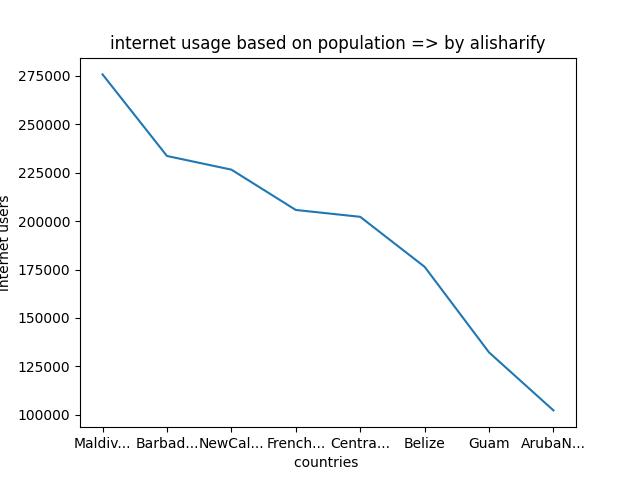 internet usage based on population => by alisharify
275000
250000
225000
200000
175000
150000
125000
100000
internet users
Maldiv... Barbad... NewCal... French... Centra... Belize Guam ArubaN...
countries